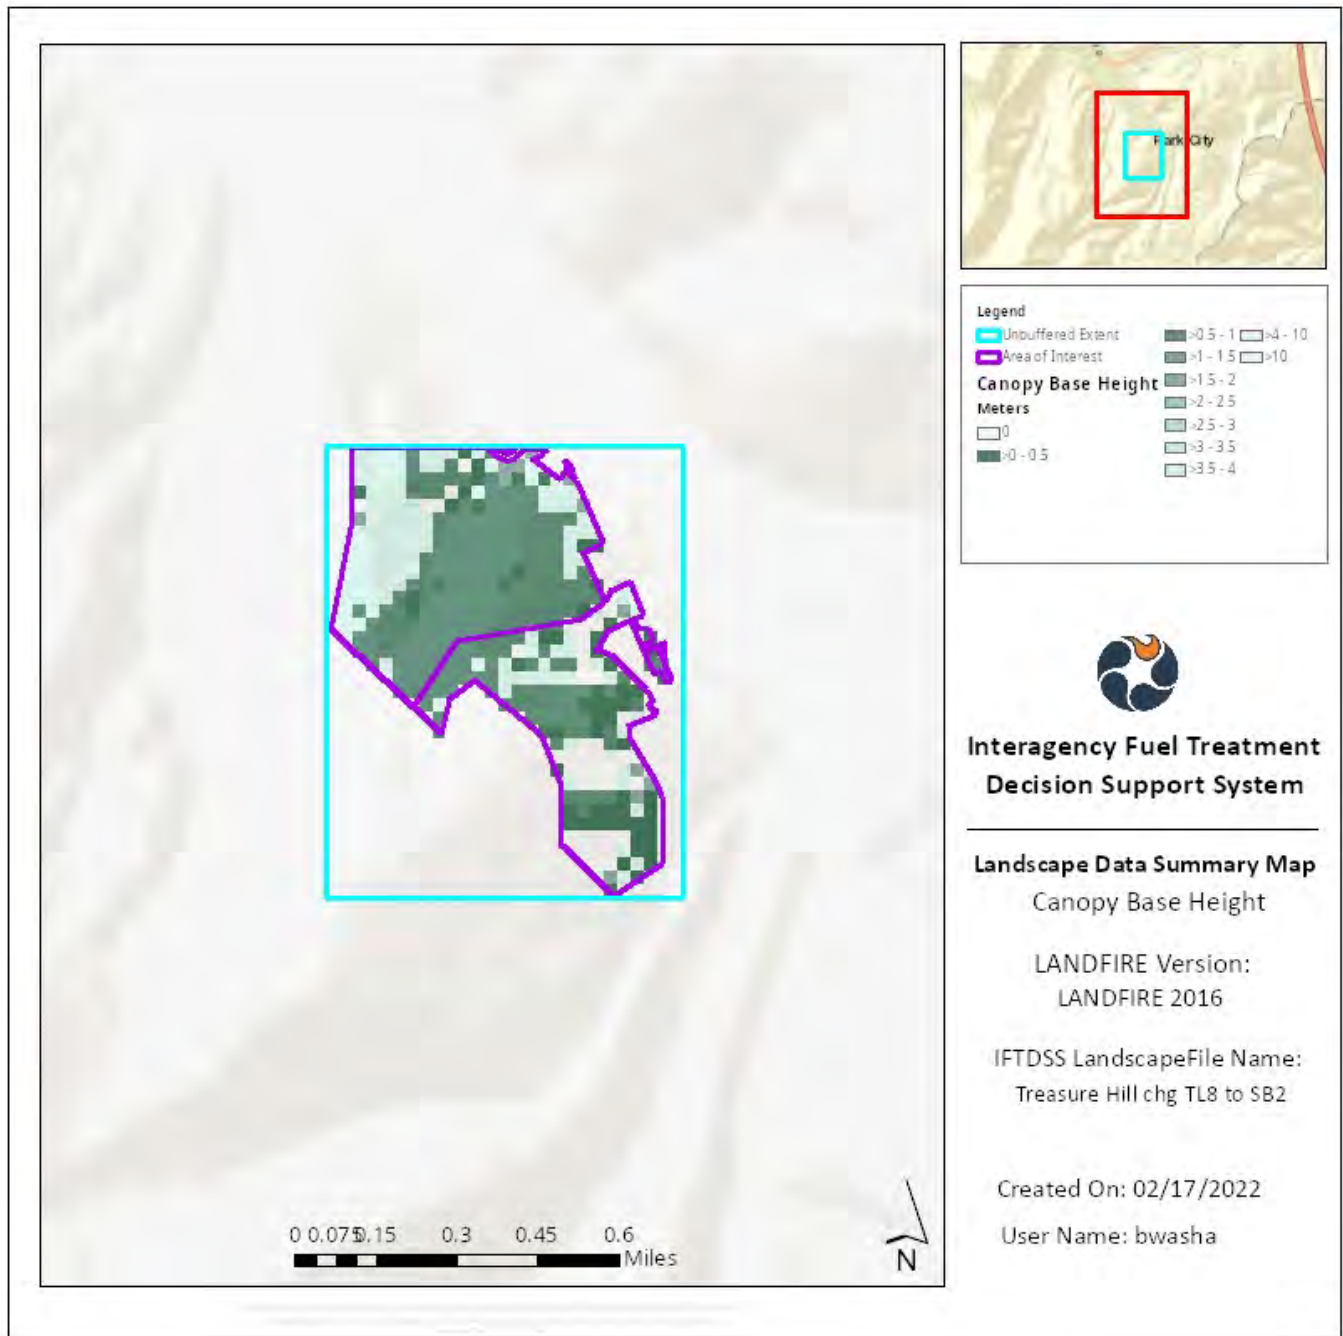 Park City
Legend
Unbuffered Extent
Area of Interest
Canopy Base Height
Meters
0
>0 - 0.5
>0.5 - 1
>1 - 1.5
>1.5 - 2
>2 - 2.5
>2.5 - 3
>3 - 3.5
>3.5 - 4
>4 - 10
>10
Interagency Fuel Treatment
Decision Support System
Landscape Data Summary Map
Canopy Base Height
LANDFIRE Version:
LANDFIRE 2016
IFTDSS LandscapeFile Name:
Treasure Hill chg TL8 to SB2
Created On: 02/17/2022
User Name: bwasha
0 0.075 0.15 0.3 0.45 0.6
Miles
N